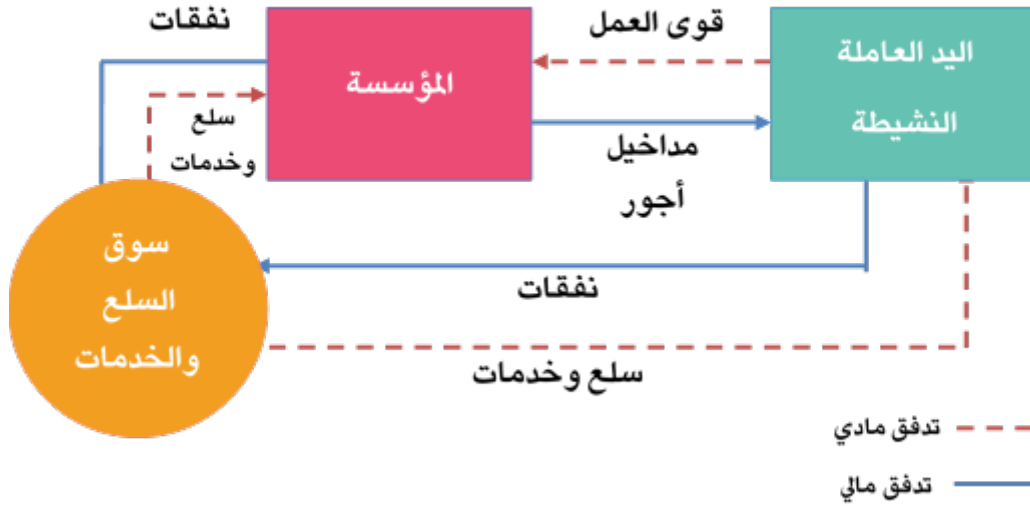 نفقات
قوى العمل
اليد العاملة
النشيطة
المؤسسة
سلع
وخدمات
مداخيل
أجور
سوق
السلع
والخدمات
نفقات
سلع وخدمات
تدفق مادي
تدفق مالي